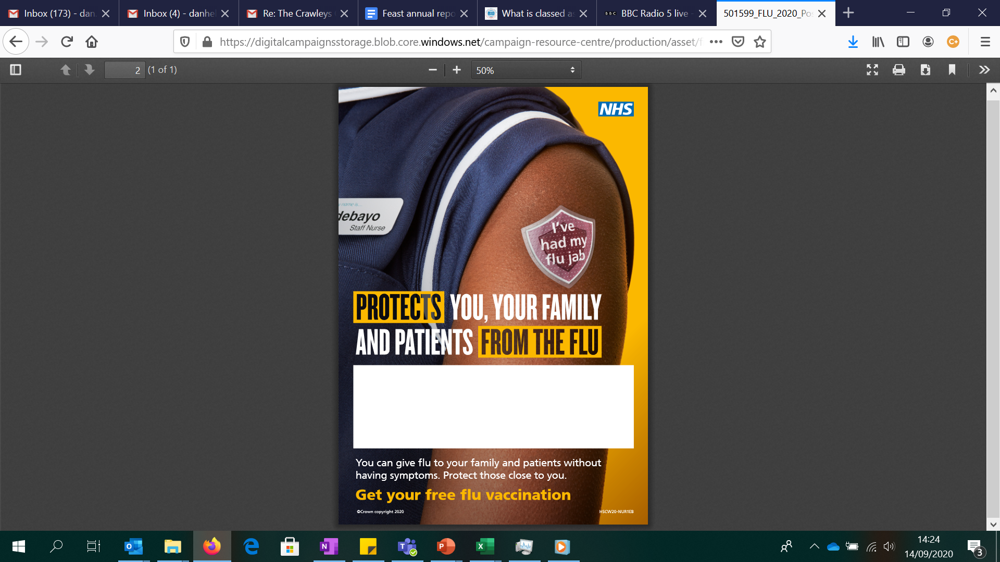 Inbox (173) - dan
Inbox (4) - danhel
Re: The Crawleys
Feast annual repo
What is classed as
BBC Radio 5 live -
501599_FLU_2020_Pos
https://digitalcampaignsstorage.blob.core.windows.net/campaign-resource-centre/production/asset/f
2 (1 of 1)
50%
NHS
name is...
debayo
Staff Nurse
I've
had my
flu jab
PROTECTS YOU, YOUR FAMILY
AND PATIENTS FROM THE FLU
You can give flu to your family and patients without
having symptoms. Protect those close to you.
Get your free flu vaccination
©Crown copyright 2020
HSCW20-NUR1EB
14:24
14/09/2020
3